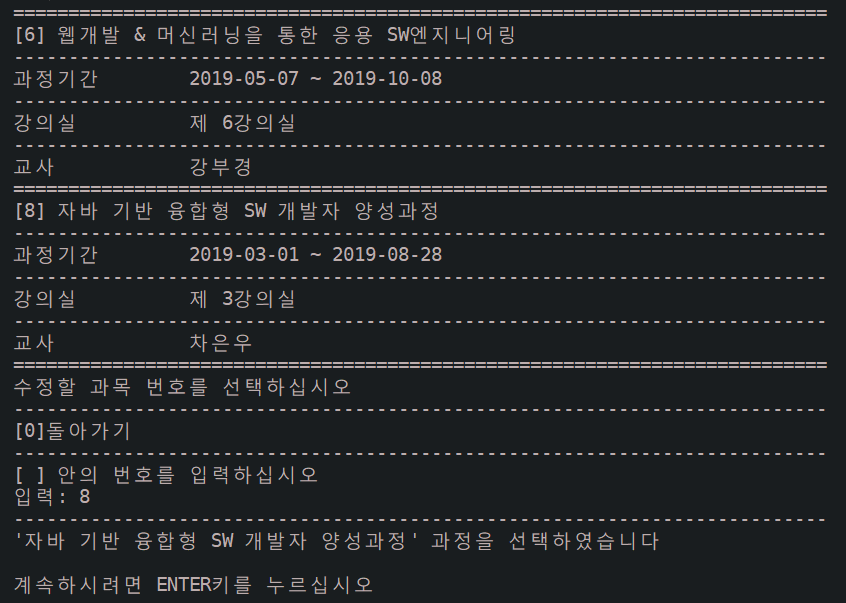 ==========================================================================
[6] 웹개발 & 머신러닝을 통한 응용 SW엔지니어링
--------------------------------------------------------------------------
과정기간 2019-05-07 ~ 2019-10-08
--------------------------------------------------------------------------
강의실 제 6강의실
--------------------------------------------------------------------------
교사 강부경
==========================================================================
[8] 자바 기반 융합형 SW 개발자 양성과정
--------------------------------------------------------------------------
과정기간 2019-03-01 ~ 2019-08-28
--------------------------------------------------------------------------
강의실 제 3강의실
--------------------------------------------------------------------------
교사 차은우
==========================================================================
수정할 과목 번호를 선택하십시오
--------------------------------------------------------------------------
[0]돌아가기
--------------------------------------------------------------------------
[ ] 안의 번호를 입력하십시오
입력: 8
--------------------------------------------------------------------------
'자바 기반 융합형 SW 개발자 양성과정' 과정을 선택하였습니다
계속하시려면 ENTER키를 누르십시오